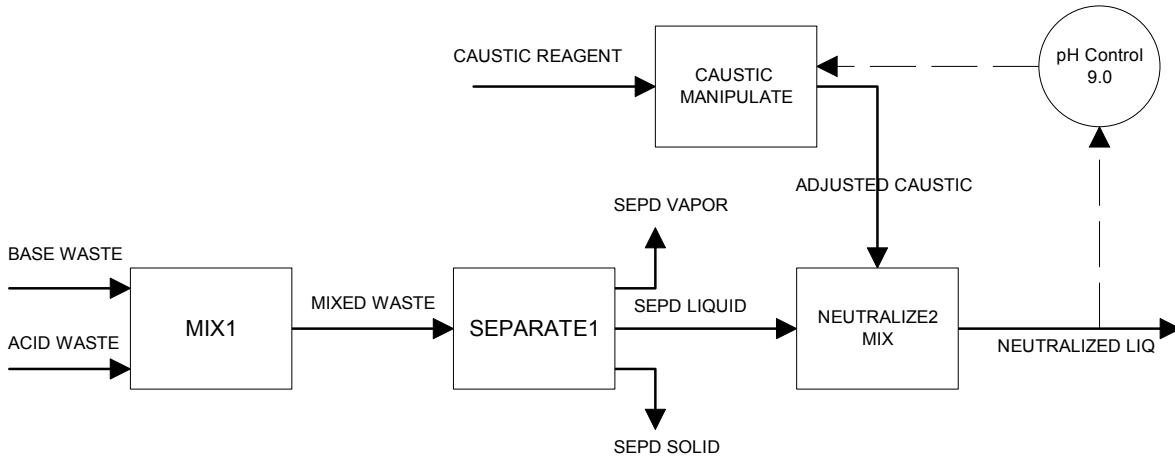 CAUSTIC REAGENT
CAUSTIC
MANIPULATE
pH Control
9.0
ADJUSTED CAUSTIC
SEPD VAPOR
BASE WASTE
MIXED WASTE
SEPD LIQUID
MIX1
SEPARATE1
NEUTRALIZE2
MIX
ACID WASTE
NEUTRALIZED LIQ
SEPD SOLID